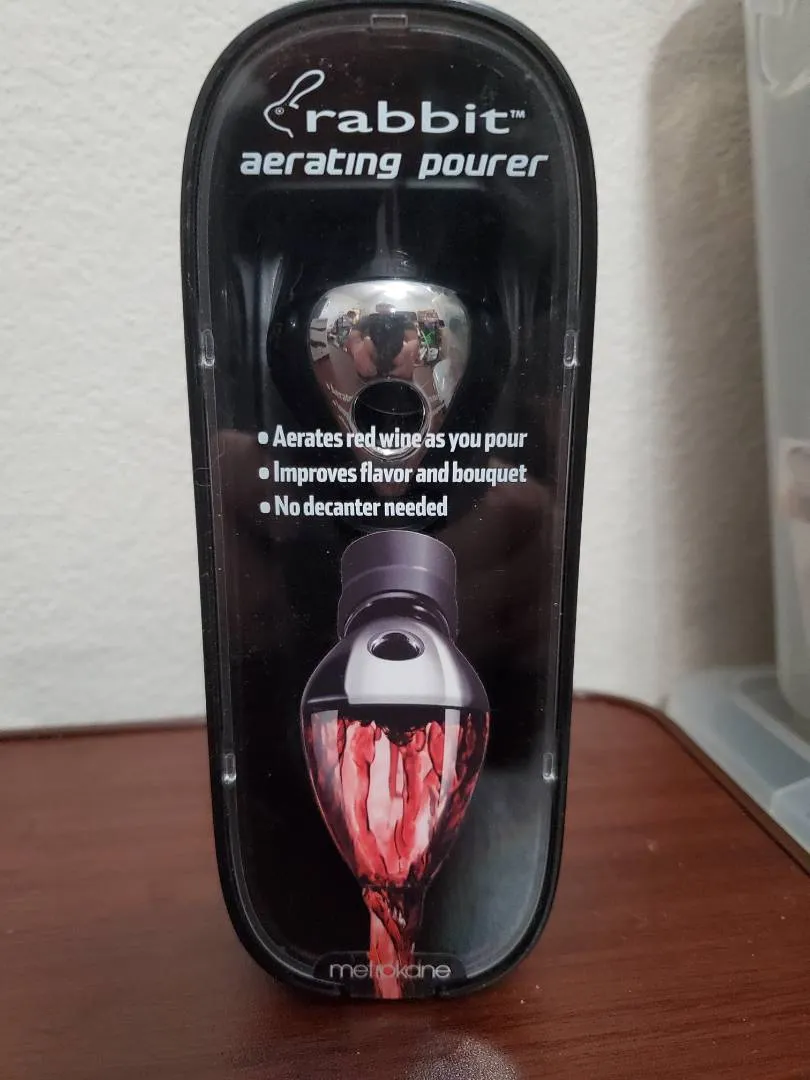 rabbit™
aerating pourer
• Aerates red wine as you pour
• Improves flavor and bouquet
• No decanter needed
metrokane